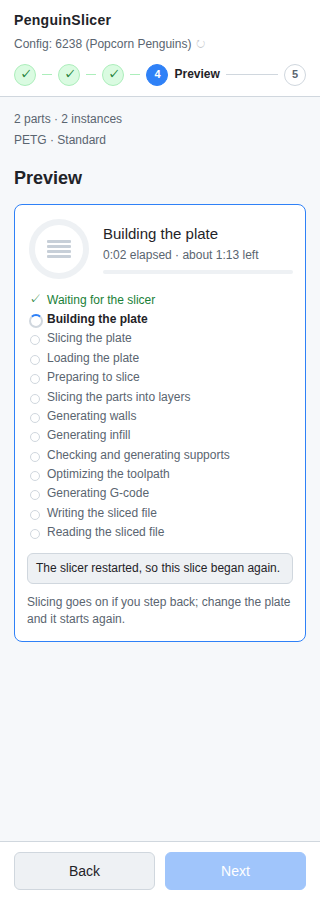 PenguinSlicer
Config: 6238 (Popcorn Penguins)
4 Preview 5
2 parts · 2 instances
PETG · Standard
Preview
Building the plate
0:02 elapsed · about 1:13 left
Waiting for the slicer
Building the plate
Slicing the plate
Loading the plate
Preparing to slice
Slicing the parts into layers
Generating walls
Generating infill
Checking and generating supports
Optimizing the toolpath
Generating G-code
Writing the sliced file
Reading the sliced file
The slicer restarted, so this slice began again.
Slicing goes on if you step back; change the plate
and it starts again.
Back Next